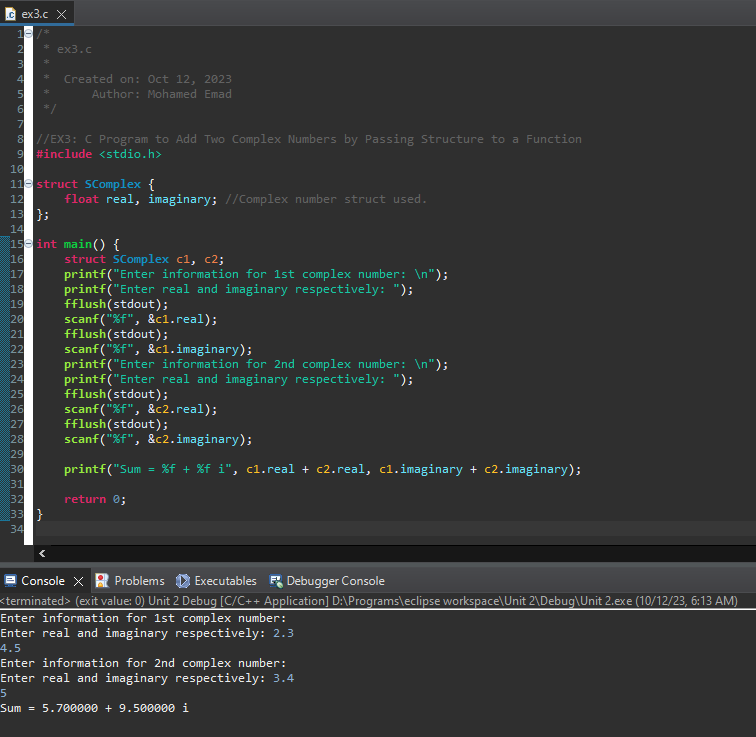 ex3.c
1 /*
2  * ex3.c
3  *
4  *  Created on: Oct 12, 2023
5  *      Author: Mohamed Emad
6  */
7
8 //EX3: C Program to Add Two Complex Numbers by Passing Structure to a Function
9 #include <stdio.h>
10
11 struct SComplex {
12     float real, imaginary; //Complex number struct used.
13 };
14
15 int main() {
16     struct SComplex c1, c2;
17     printf("Enter information for 1st complex number: \n");
18     printf("Enter real and imaginary respectively: ");
19     fflush(stdout);
20     scanf("%f", &c1.real);
21     fflush(stdout);
22     scanf("%f", &c1.imaginary);
23     printf("Enter information for 2nd complex number: \n");
24     printf("Enter real and imaginary respectively: ");
25     fflush(stdout);
26     scanf("%f", &c2.real);
27     fflush(stdout);
28     scanf("%f", &c2.imaginary);
29
30     printf("Sum = %f + %f i", c1.real + c2.real, c1.imaginary + c2.imaginary);
31
32     return 0;
33 }
34
Console Problems Executables Debugger Console
<terminated> (exit value: 0) Unit 2 Debug [C/C++ Application] D:\Programs\eclipse workspace\Unit 2\Debug\Unit 2.exe (10/12/23, 6:13 AM)
Enter information for 1st complex number:
Enter real and imaginary respectively: 2.3
4.5
Enter information for 2nd complex number:
Enter real and imaginary respectively: 3.4
5
Sum = 5.700000 + 9.500000 i